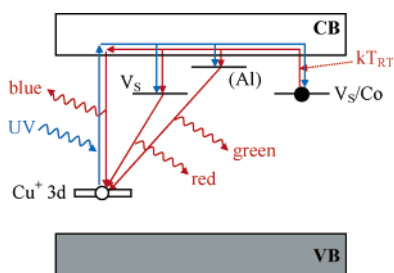 CB
kT_RT
(Al)
V_S
V_S/Co
blue
UV
green
red
Cu⁺ 3d
VB